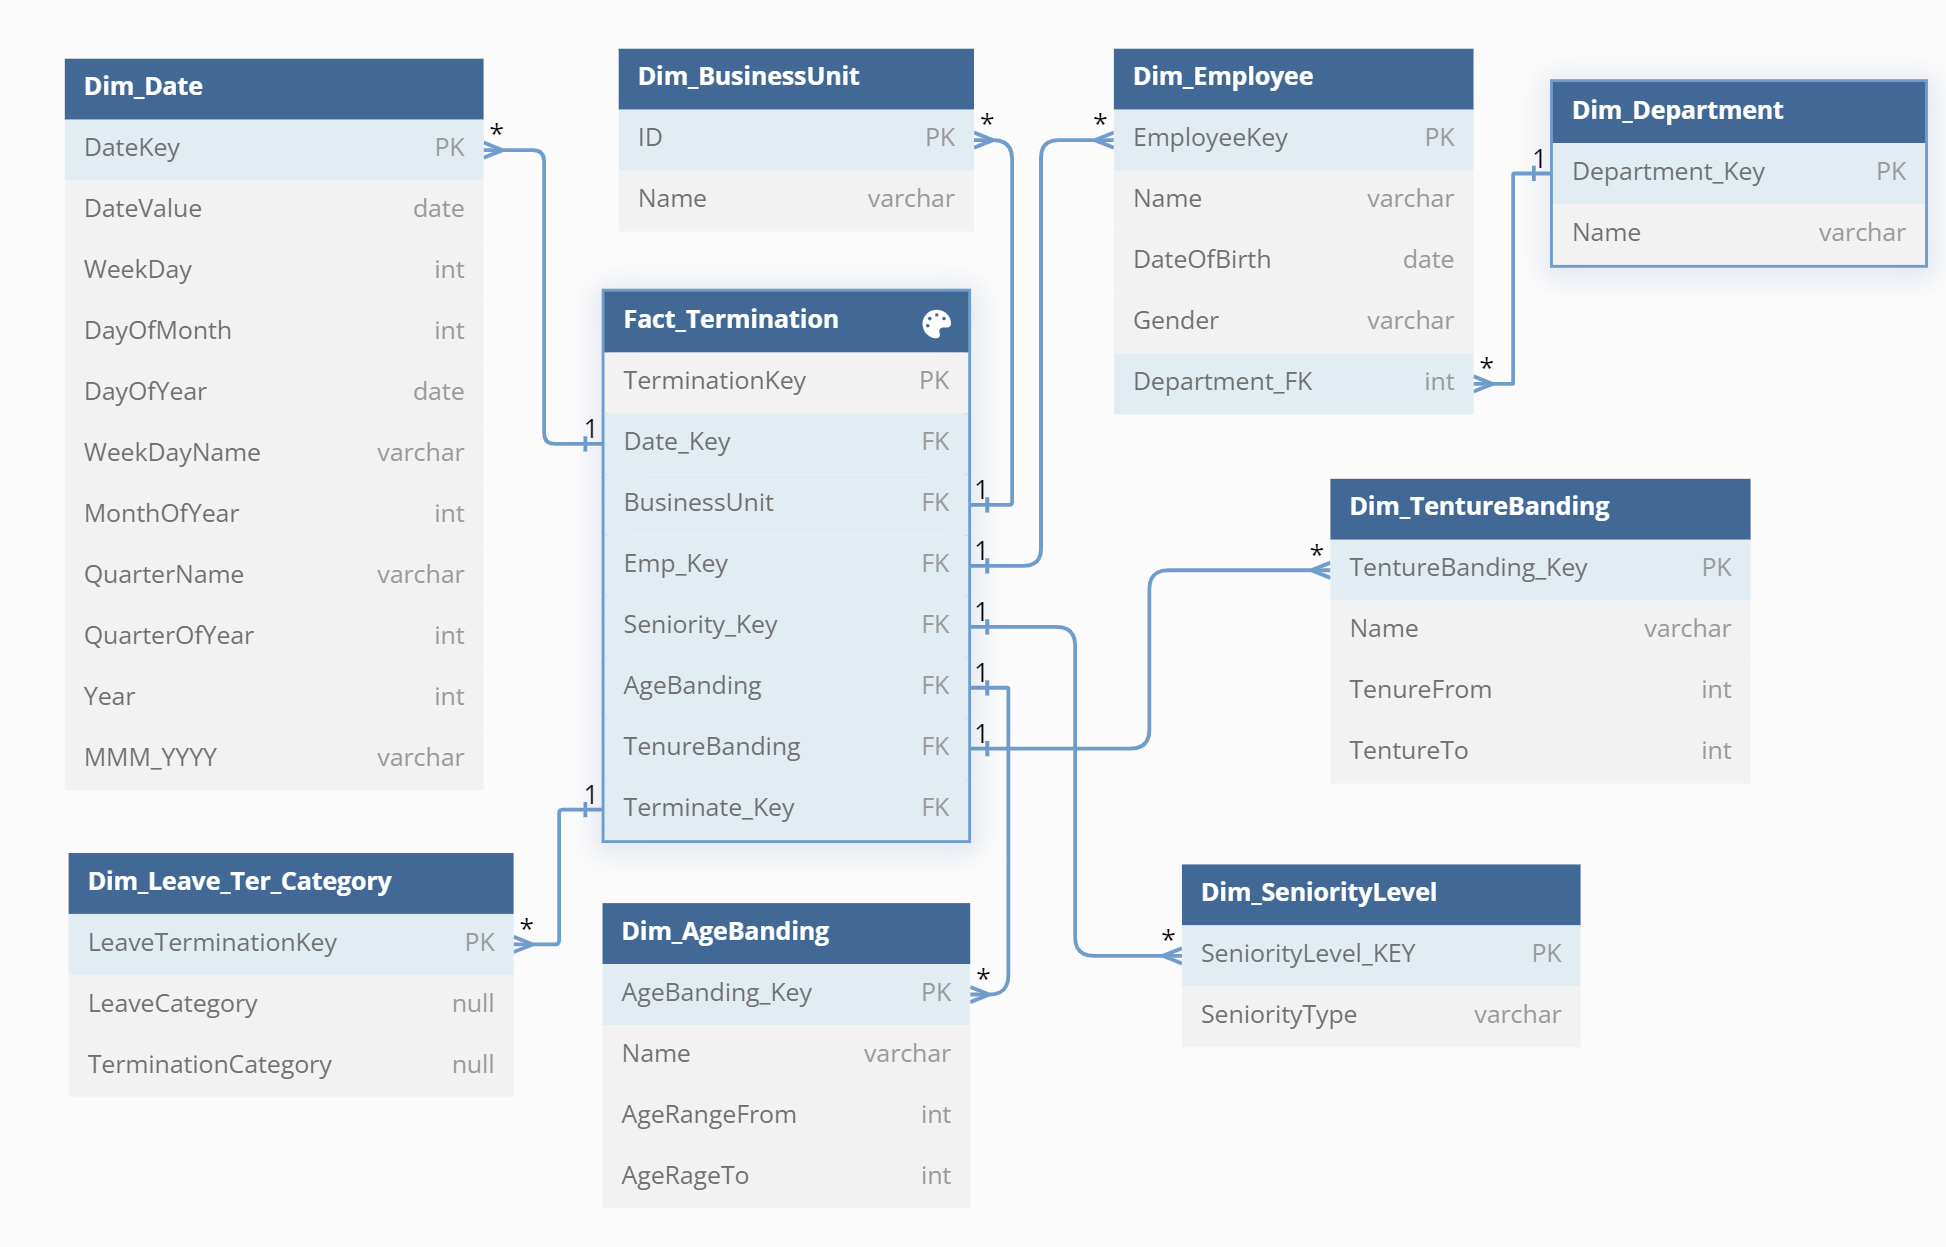 Dim_Date
DateKey PK
DateValue date
WeekDay int
DayOfMonth int
DayOfYear date
WeekDayName varchar
MonthOfYear int
QuarterName varchar
QuarterOfYear int
Year int
MMM_YYYY varchar
*
1
Dim_BusinessUnit
ID PK
Name varchar
*
1
Dim_Employee
EmployeeKey PK
Name varchar
DateOfBirth date
Gender varchar
Department_FK int
*
1
*
1
Dim_Department
Department_Key PK
Name varchar
Fact_Termination
TerminationKey PK
Date_Key FK
BusinessUnit FK
Emp_Key FK
Seniority_Key FK
AgeBanding FK
TenureBanding FK
Terminate_Key FK
1
1
1
1
Dim_TentureBanding
TentureBanding_Key PK
Name varchar
TenureFrom int
TentureTo int
*
Dim_Leave_Ter_Category
LeaveTerminationKey PK
LeaveCategory null
TerminationCategory null
*
Dim_AgeBanding
AgeBanding_Key PK
Name varchar
AgeRangeFrom int
AgeRageTo int
*
Dim_SeniorityLevel
SeniorityLevel_KEY PK
SeniorityType varchar
*